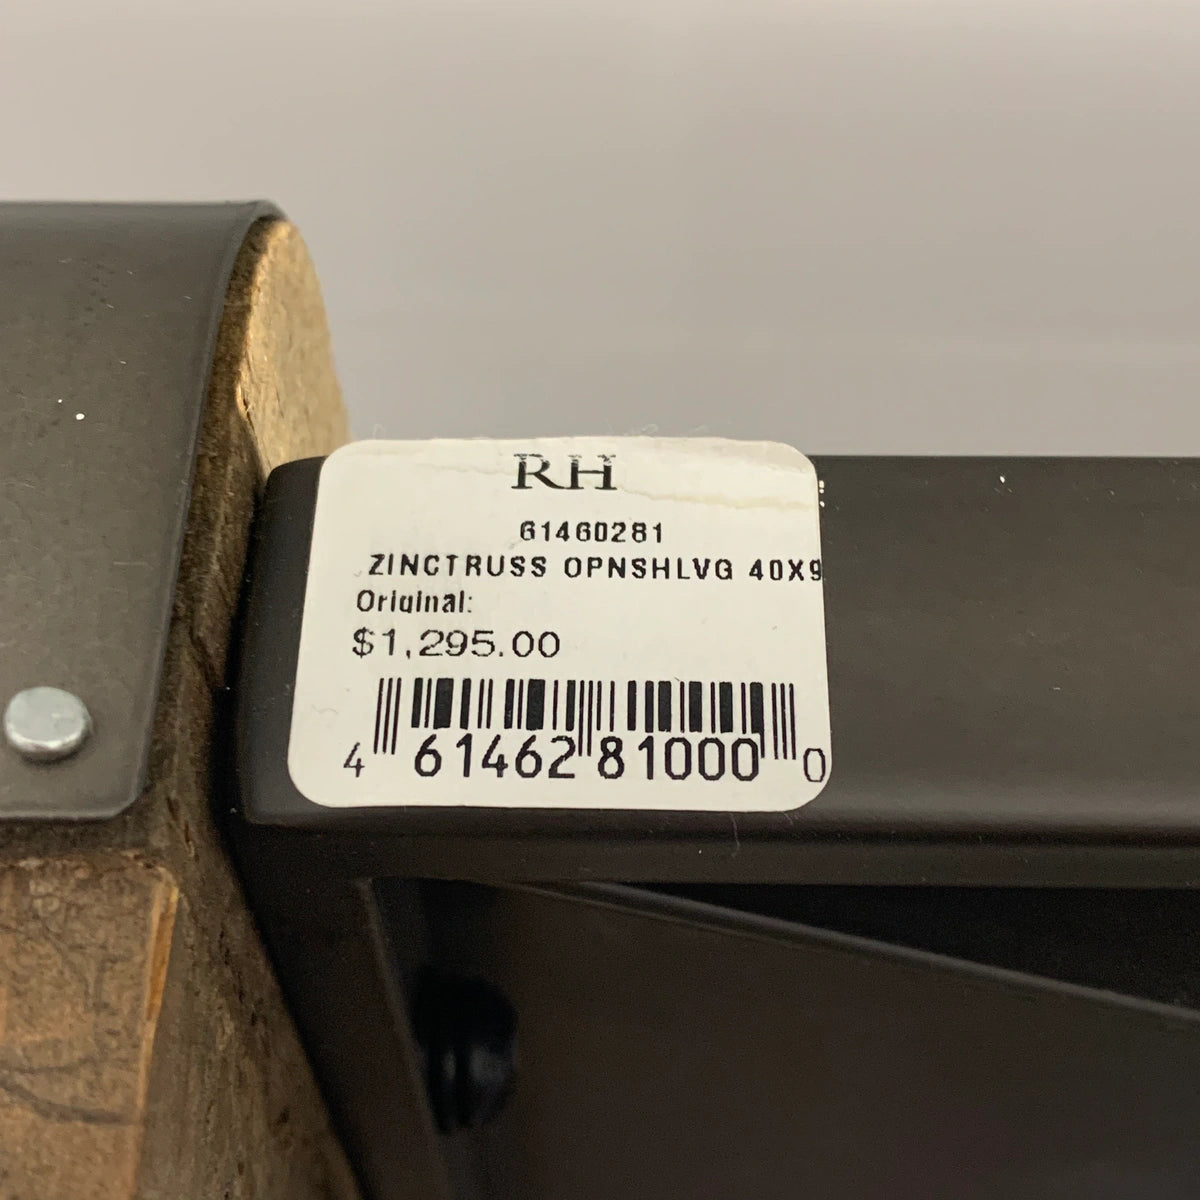 RH
61460281
ZINCTRUSS OPNSHLVG 40X9
Original:
$1,295.00
4 61462 81000 0